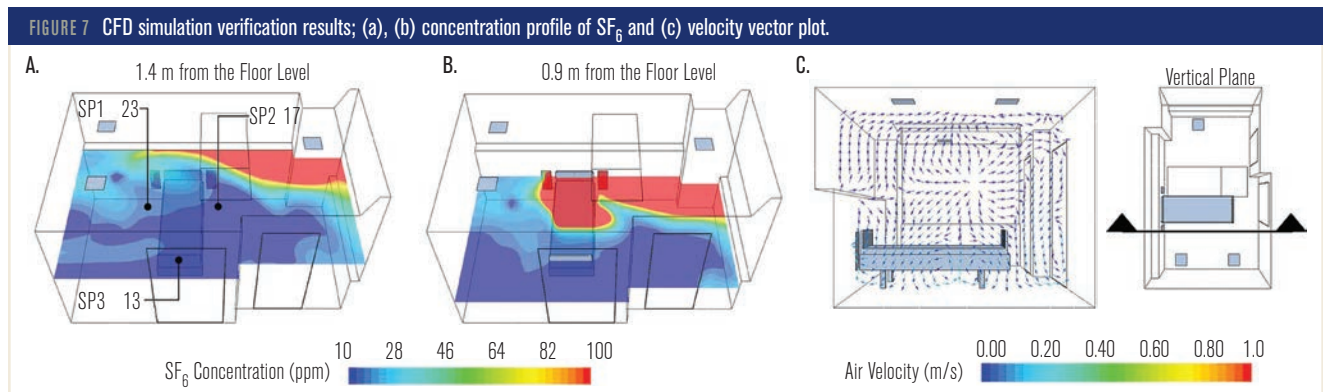 FIGURE 7 CFD simulation verification results; (a), (b) concentration profile of SF6 and (c) velocity vector plot.
A.
1.4 m from the Floor Level
SP1 23
SP2 17
SP3 13
B.
0.9 m from the Floor Level
C.
Vertical Plane
10 28 46 64 82 100
SF6 Concentration (ppm)
0.00 0.20 0.40 0.60 0.80 1.0
Air Velocity (m/s)